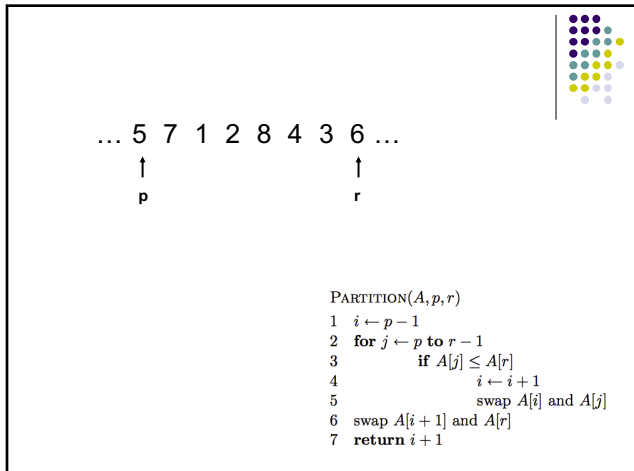 … 5 7 1 2 8 4 3 6 …
p r
PARTITION(A, p, r)
1 i ← p − 1
2 for j ← p to r − 1
3 if A[j] ≤ A[r]
4 i ← i + 1
5 swap A[i] and A[j]
6 swap A[i + 1] and A[r]
7 return i + 1